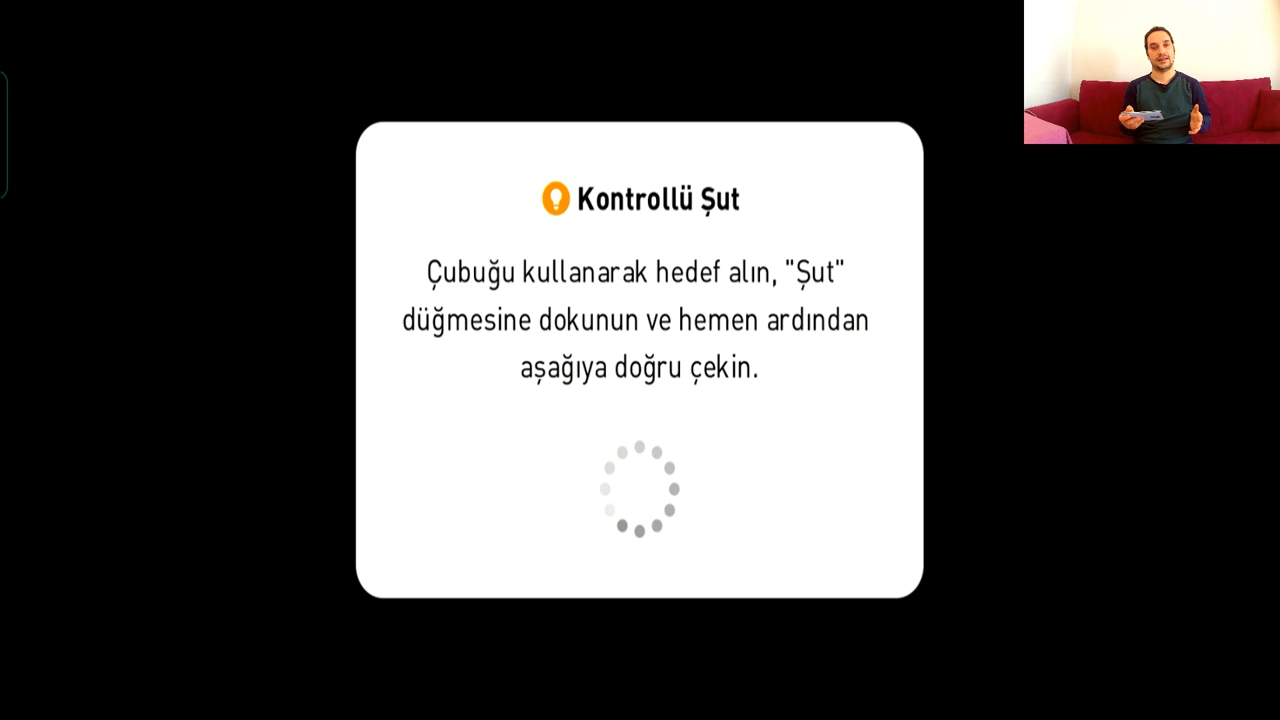 Kontrollü Şut
Çubuğu kullanarak hedef alın, "Şut"
düğmesine dokunun ve hemen ardından
aşağıya doğru çekin.